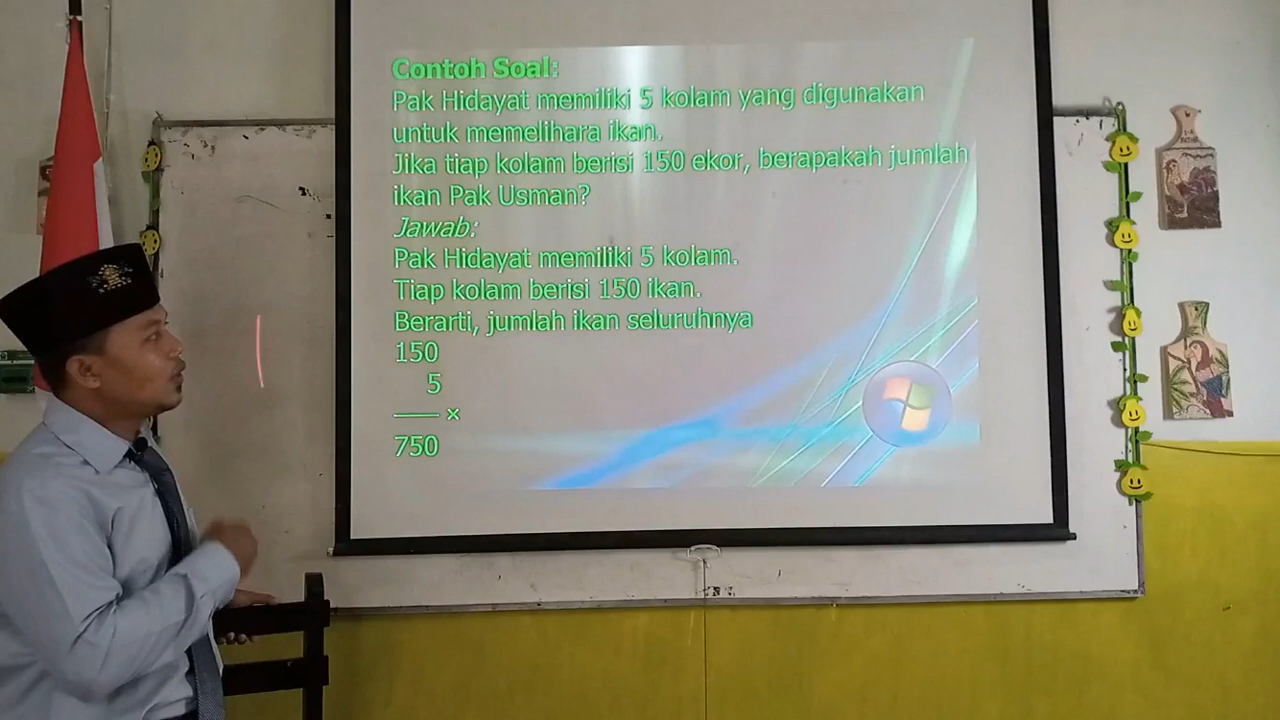 Contoh Soal:
Pak Hidayat memiliki 5 kolam yang digunakan
untuk memelihara ikan.
Jika tiap kolam berisi 150 ekor, berapakah jumlah
ikan Pak Usman?
Jawab:
Pak Hidayat memiliki 5 kolam.
Tiap kolam berisi 150 ikan.
Berarti, jumlah ikan seluruhnya
150
5
——— ×
750